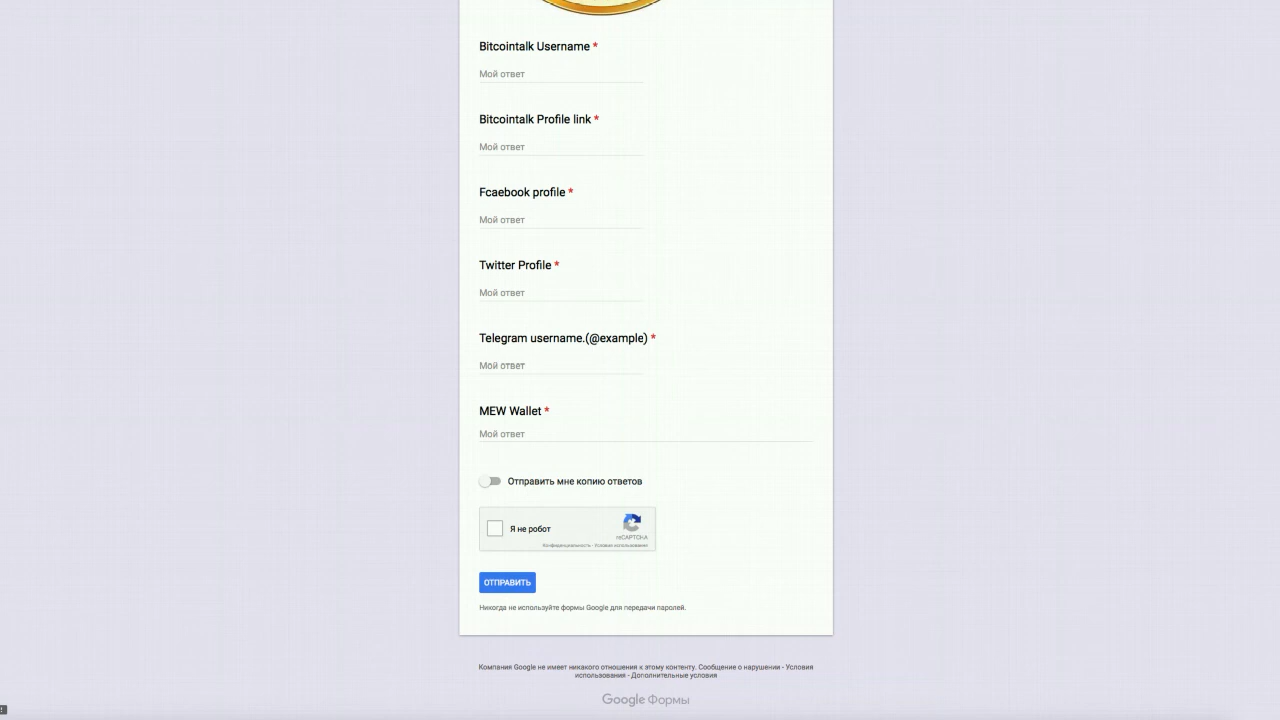 Bitcointalk Username *
Мой ответ
Bitcointalk Profile link *
Мой ответ
Fcaebook profile *
Мой ответ
Twitter Profile *
Мой ответ
Telegram username.(@example) *
Мой ответ
MEW Wallet *
Мой ответ
Отправить мне копию ответов
Я не робот
reCAPTCHA
Конфиденциальность - Условия использования
ОТПРАВИТЬ
Никогда не используйте формы Google для передачи паролей.
Компания Google не имеет никакого отношения к этому контенту. Сообщение о нарушении - Условия
использования - Дополнительные условия
Google Формы